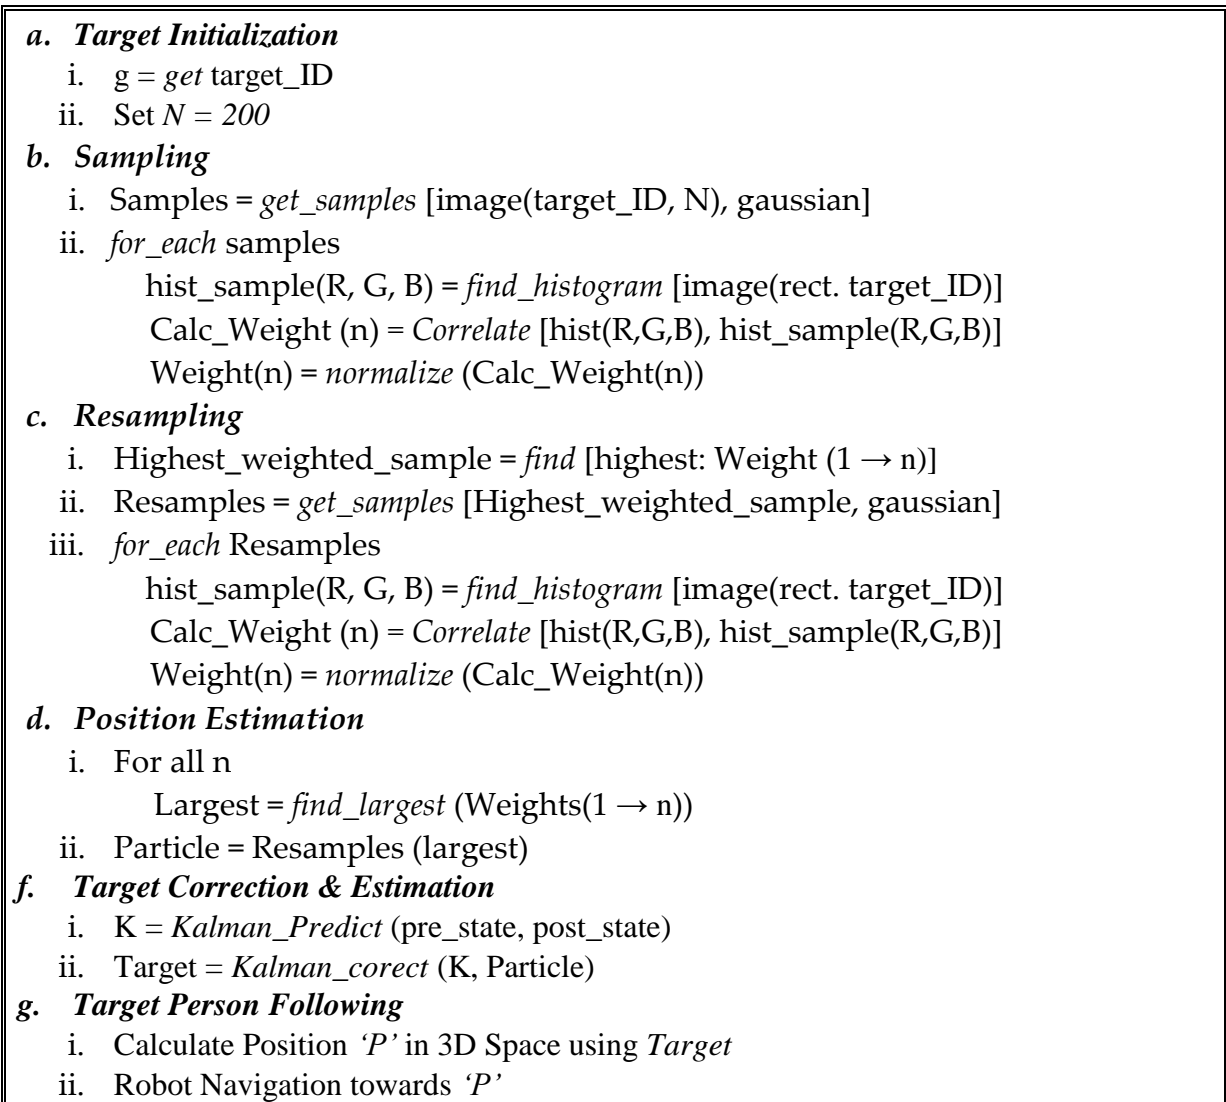 a. Target Initialization
i. g = get target_ID
ii. Set N = 200
b. Sampling
i. Samples = get_samples [image(target_ID, N), gaussian]
ii. for_each samples
hist_sample(R, G, B) = find_histogram [image(rect. target_ID)]
Calc_Weight (n) = Correlate [hist(R,G,B), hist_sample(R,G,B)]
Weight(n) = normalize (Calc_Weight(n))
c. Resampling
i. Highest_weighted_sample = find [highest: Weight (1 → n)]
ii. Resamples = get_samples [Highest_weighted_sample, gaussian]
iii. for_each Resamples
hist_sample(R, G, B) = find_histogram [image(rect. target_ID)]
Calc_Weight (n) = Correlate [hist(R,G,B), hist_sample(R,G,B)]
Weight(n) = normalize (Calc_Weight(n))
d. Position Estimation
i. For all n
Largest = find_largest (Weights(1 → n))
ii. Particle = Resamples (largest)
f. Target Correction & Estimation
i. K = Kalman_Predict (pre_state, post_state)
ii. Target = Kalman_corect (K, Particle)
g. Target Person Following
i. Calculate Position ‘P’ in 3D Space using Target
ii. Robot Navigation towards ‘P’